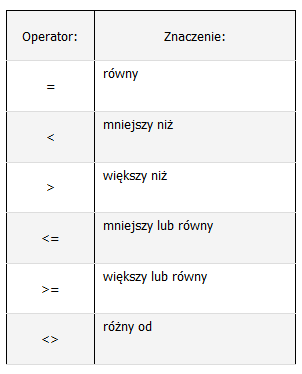 Operator: Znaczenie:
= równy
< mniejszy niż
> większy niż
<= mniejszy lub równy
>= większy lub równy
<> różny od